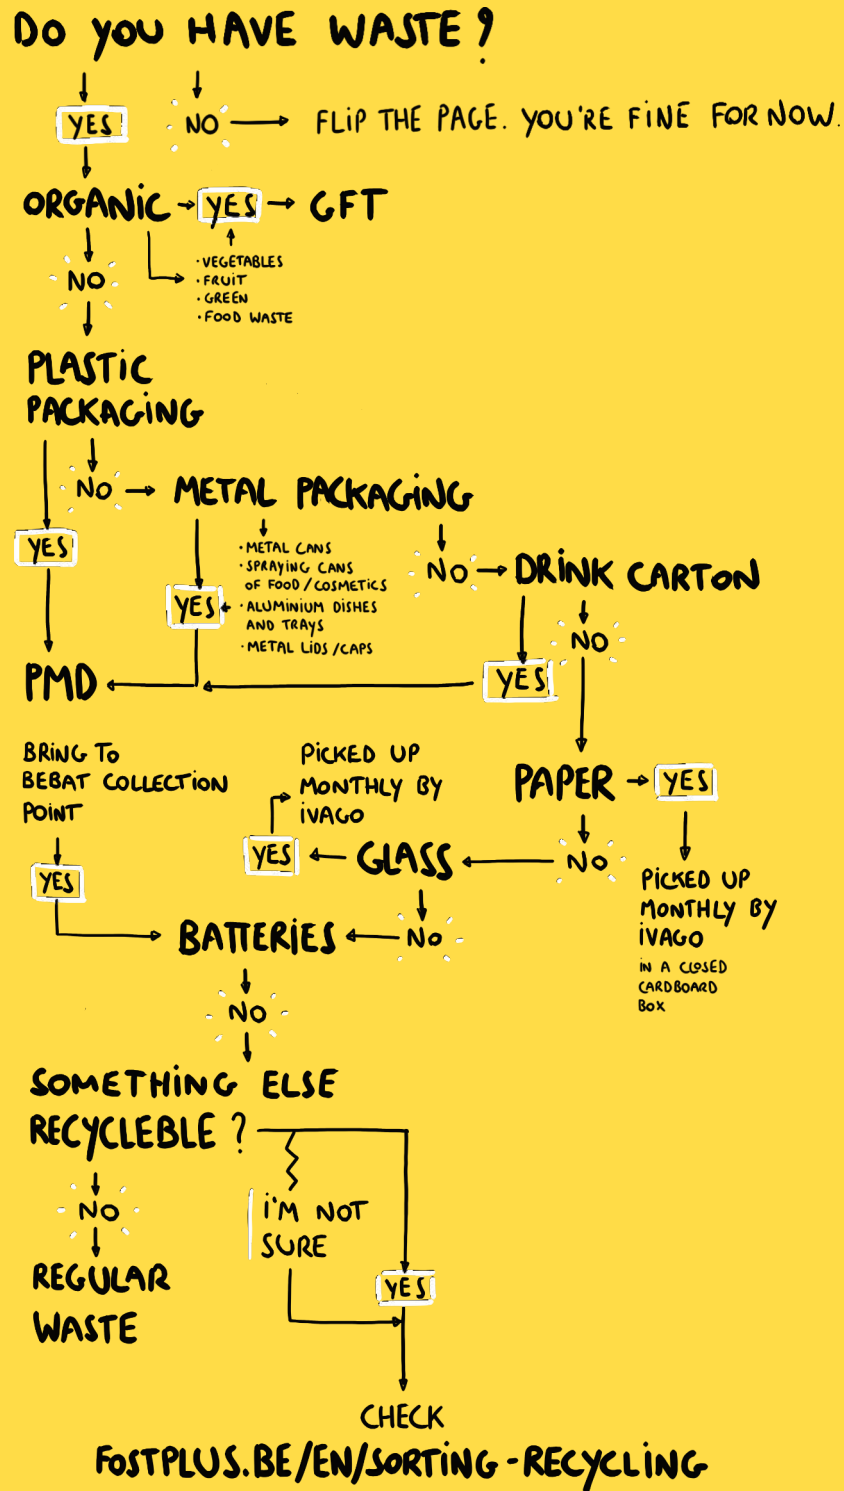 DO YOU HAVE WASTE?
YES
NO
FLIP THE PAGE. YOU'RE FINE FOR NOW.
ORGANIC
YES
GFT
NO
· VEGETABLES
· FRUIT
· GREEN
· FOOD WASTE
PLASTIC
PACKAGING
NO
METAL PACKAGING
YES
· METAL CANS
· SPRAYING CANS
OF FOOD/COSMETICS
· ALUMINIUM DISHES
AND TRAYS
· METAL LIDS/CAPS
YES
NO
DRINK CARTON
NO
YES
PMD
BRING TO
BEBAT COLLECTION
POINT
PICKED UP
MONTHLY BY
IVAGO
PAPER
YES
YES
GLASS
NO
YES
PICKED UP
MONTHLY BY
IVAGO
IN A CLOSED
CARDBOARD
BOX
BATTERIES
NO
NO
SOMETHING ELSE
RECYCLEBLE?
NO
I'M NOT
SURE
REGULAR
WASTE
YES
CHECK
FOSTPLUS.BE/EN/SORTING-RECYCLING